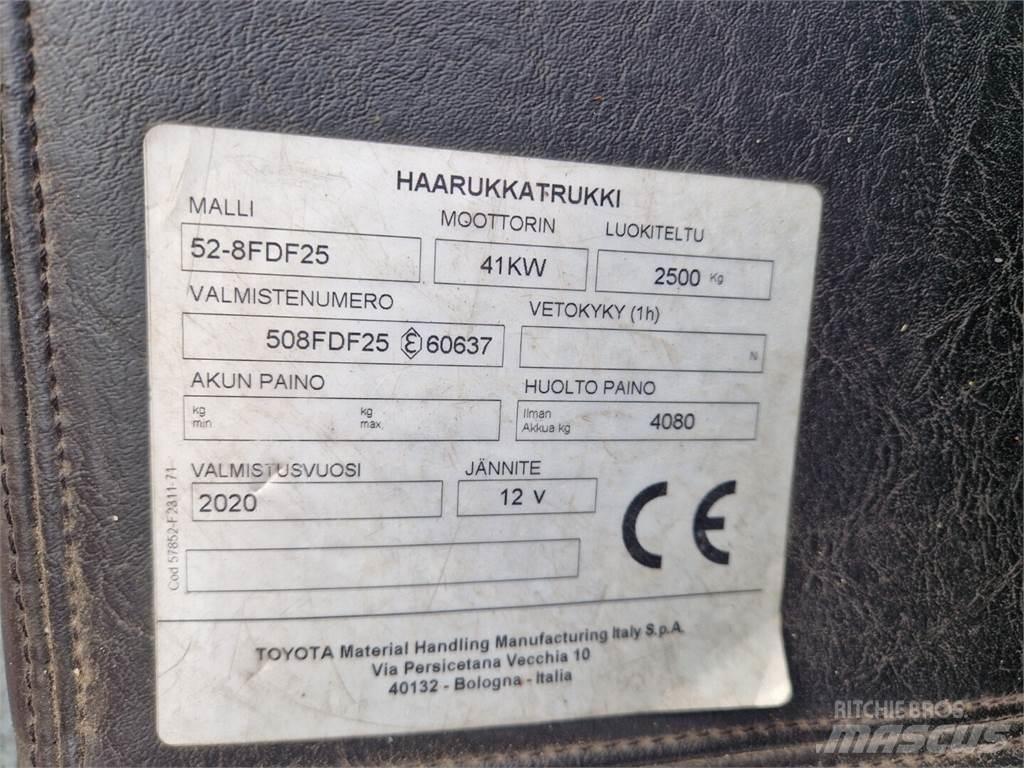 HAARUKKATRUKKI
MALLI MOOTTORIN LUOKITELTU
52-8FDF25 41KW 2500 Kg
VALMISTENUMERO VETOKYKY (1h)
508FDF25 E 60637 N
AKUN PAINO HUOLTO PAINO
kg min kg max. Ilman Akkua kg 4080
VALMISTUSVUOSI JÄNNITE
2020 12 V
CE
Cod 57852-F2811-71
TOYOTA Material Handling Manufacturing Italy S.p.A.
Via Persicetana Vecchia 10
40132 - Bologna - Italia
RITCHIE BROS.
MASCUS